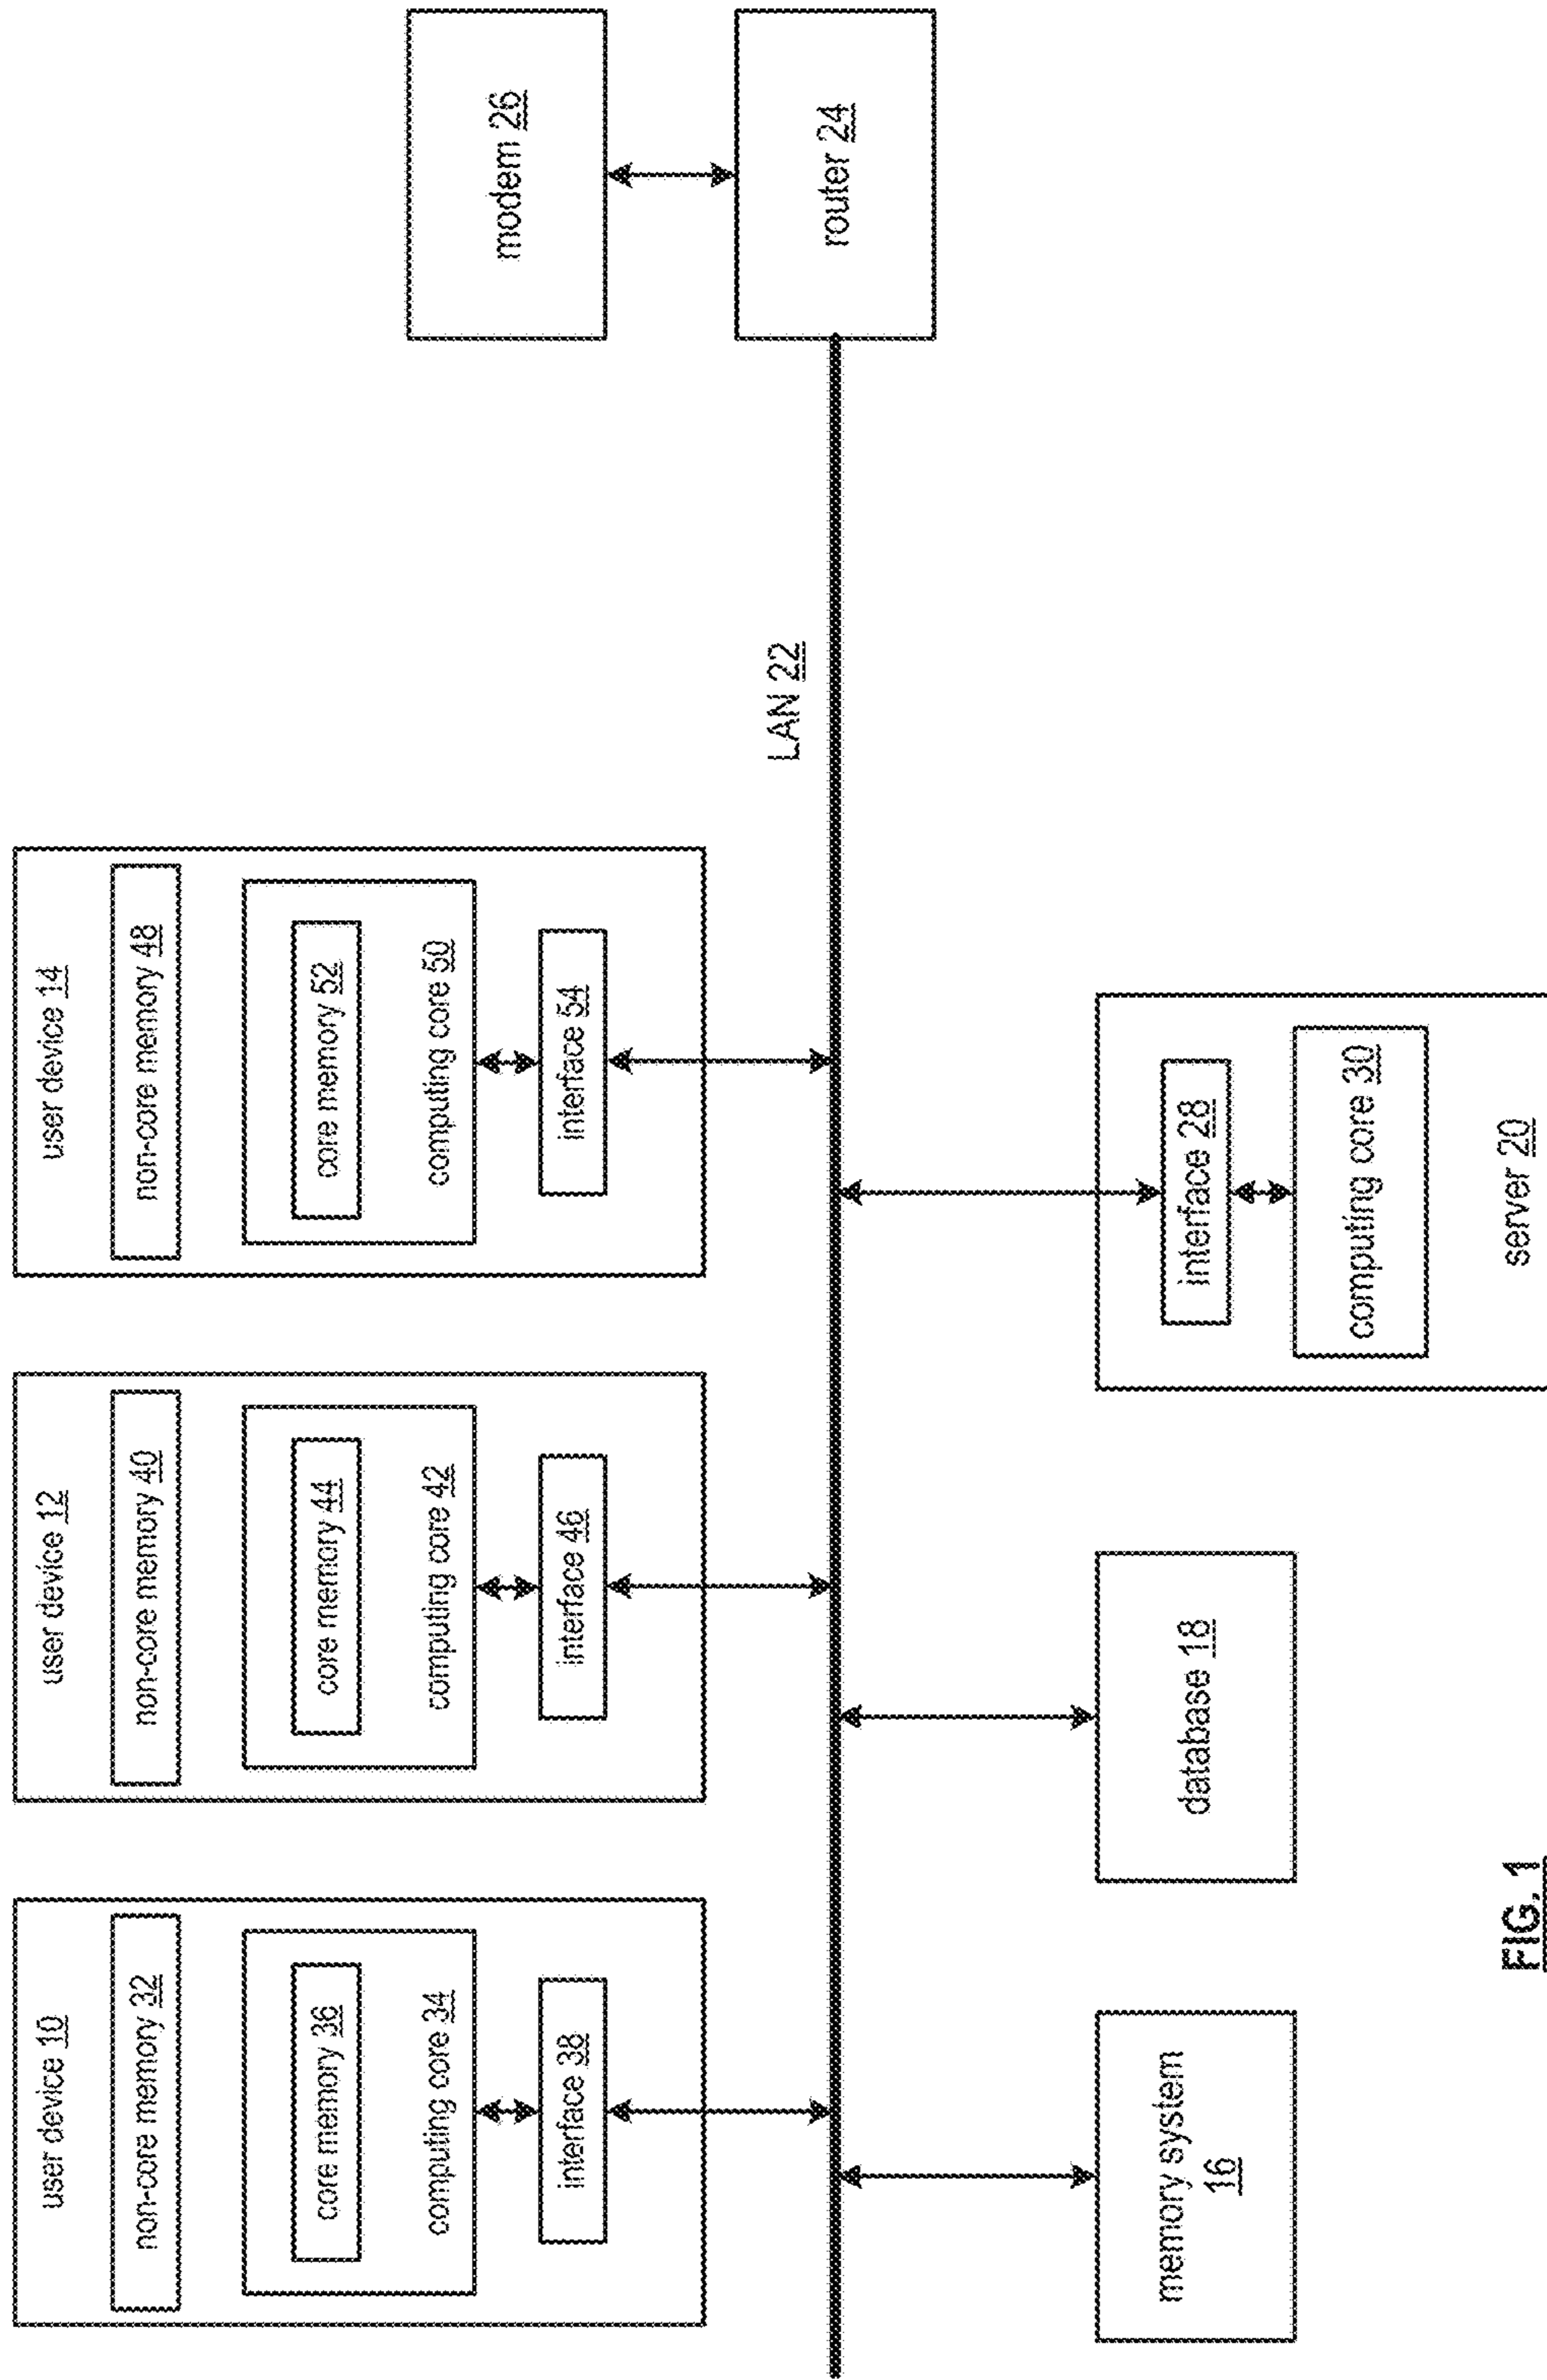 user device 10
non-core memory 32
core memory 36
computing core 34
interface 38
user device 12
non-core memory 40
core memory 44
computing core 42
interface 46
user device 14
non-core memory 48
core memory 52
computing core 50
interface 54
modem 26
router 24
LAN 22
memory system
16
database 18
interface 28
computing core 30
server 20
FIG. 1